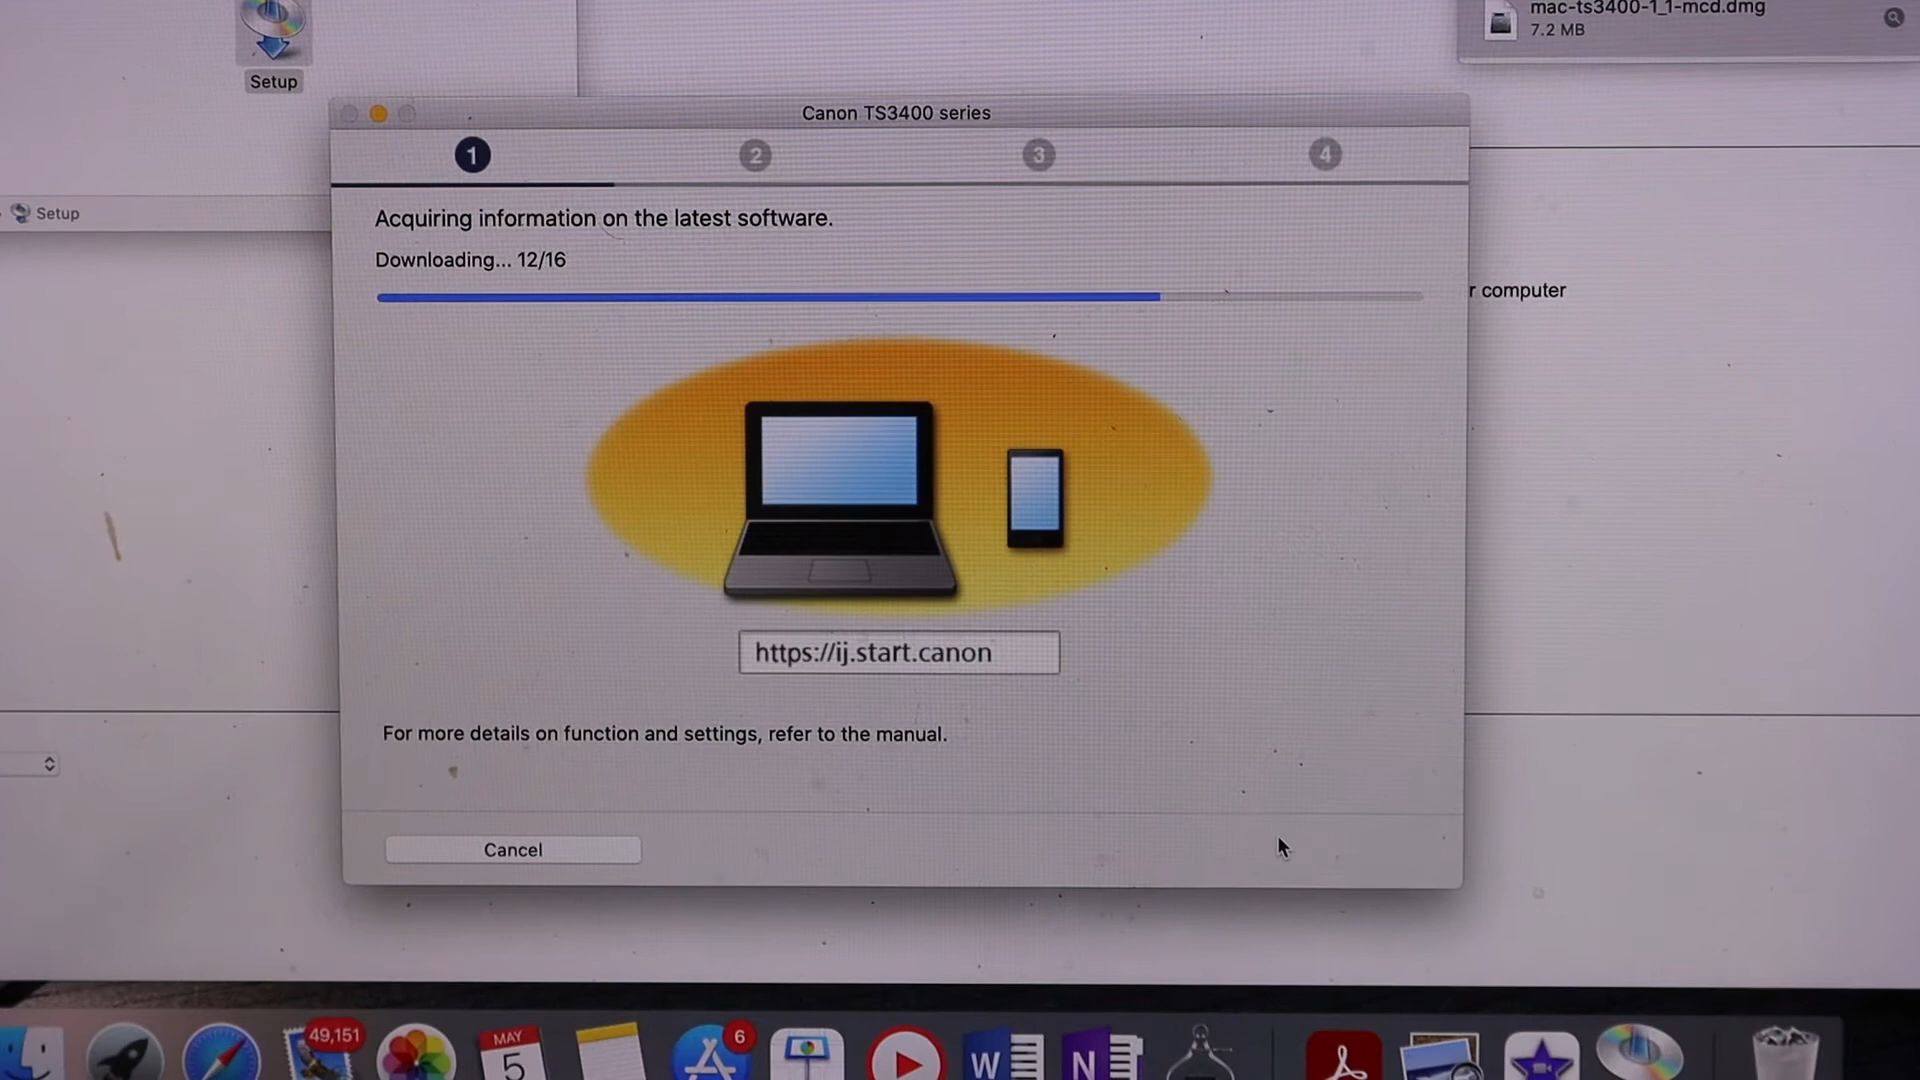 mac-ts3400-1_1-mcd.dmg
7.2 MB
Setup
Canon TS3400 series
1
2
3
4
Setup
Acquiring information on the latest software.
Downloading... 12/16
r computer
https://ij.start.canon
For more details on function and settings, refer to the manual.
Cancel
49,151
MAY
5
6
W
N